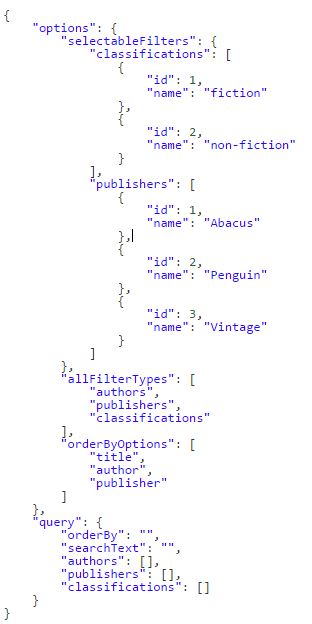 {
    "options": {
        "selectableFilters": {
            "classifications": [
                {
                    "id": 1,
                    "name": "fiction"
                },
                {
                    "id": 2,
                    "name": "non-fiction"
                }
            ],
            "publishers": [
                {
                    "id": 1,
                    "name": "Abacus"
                },
                {
                    "id": 2,
                    "name": "Penguin"
                },
                {
                    "id": 3,
                    "name": "Vintage"
                }
            ]
        },
        "allFilterTypes": [
            "authors",
            "publishers",
            "classifications"
        ],
        "orderByOptions": [
            "title",
            "author",
            "publisher"
        ]
    },
    "query": {
        "orderBy": "",
        "searchText": "",
        "authors": [],
        "publishers": [],
        "classifications": []
    }
}